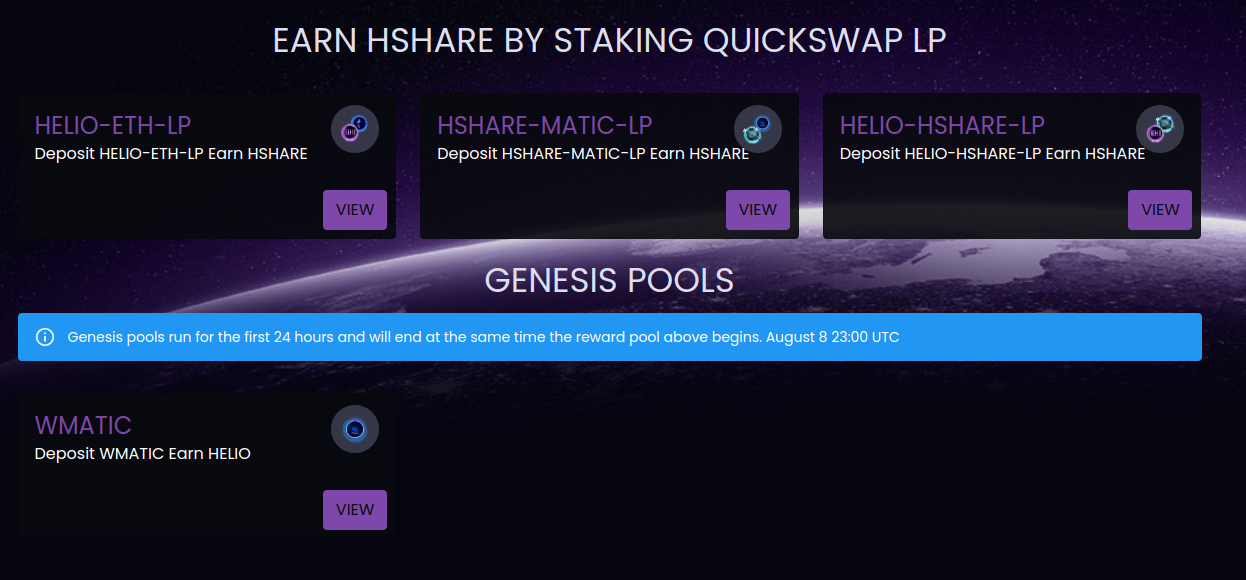 EARN HSHARE BY STAKING QUICKSWAP LP
HELIO-ETH-LP
Deposit HELIO-ETH-LP Earn HSHARE
VIEW
HSHARE-MATIC-LP
Deposit HSHARE-MATIC-LP Earn HSHARE
VIEW
HELIO-HSHARE-LP
Deposit HELIO-HSHARE-LP Earn HSHARE
VIEW
GENESIS POOLS
Genesis pools run for the first 24 hours and will end at the same time the reward pool above begins. August 8 23:00 UTC
WMATIC
Deposit WMATIC Earn HELIO
VIEW